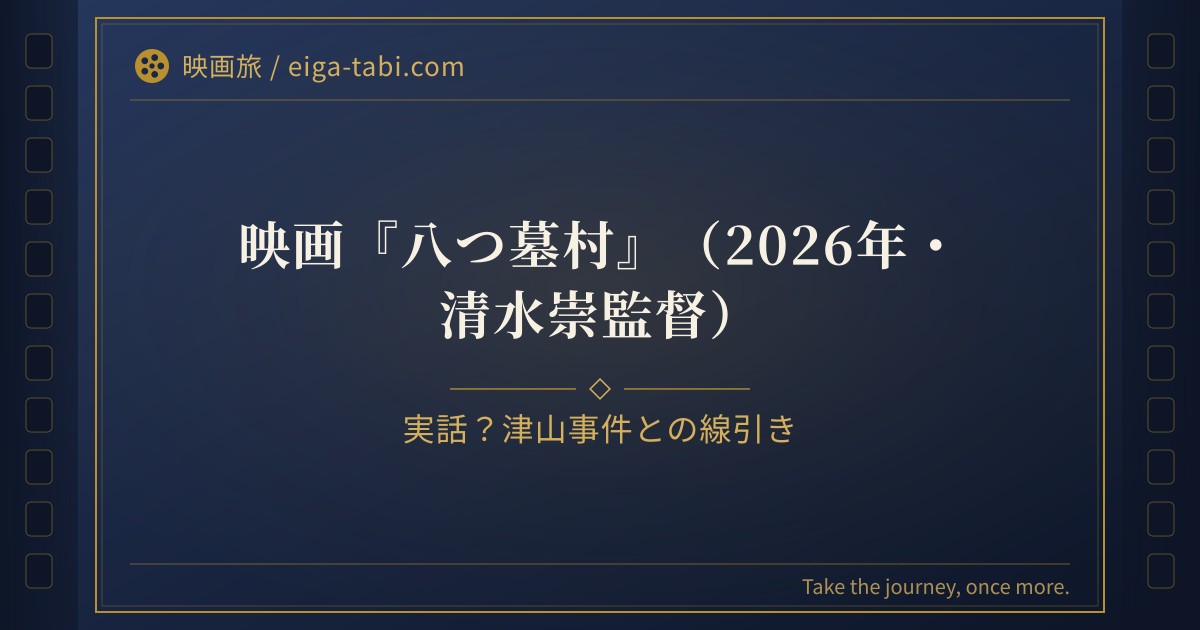 映画旅 / eiga-tabi.com
映画『八つ墓村』（2026年・
清水崇監督）
実話？津山事件との線引き
Take the journey, once more.